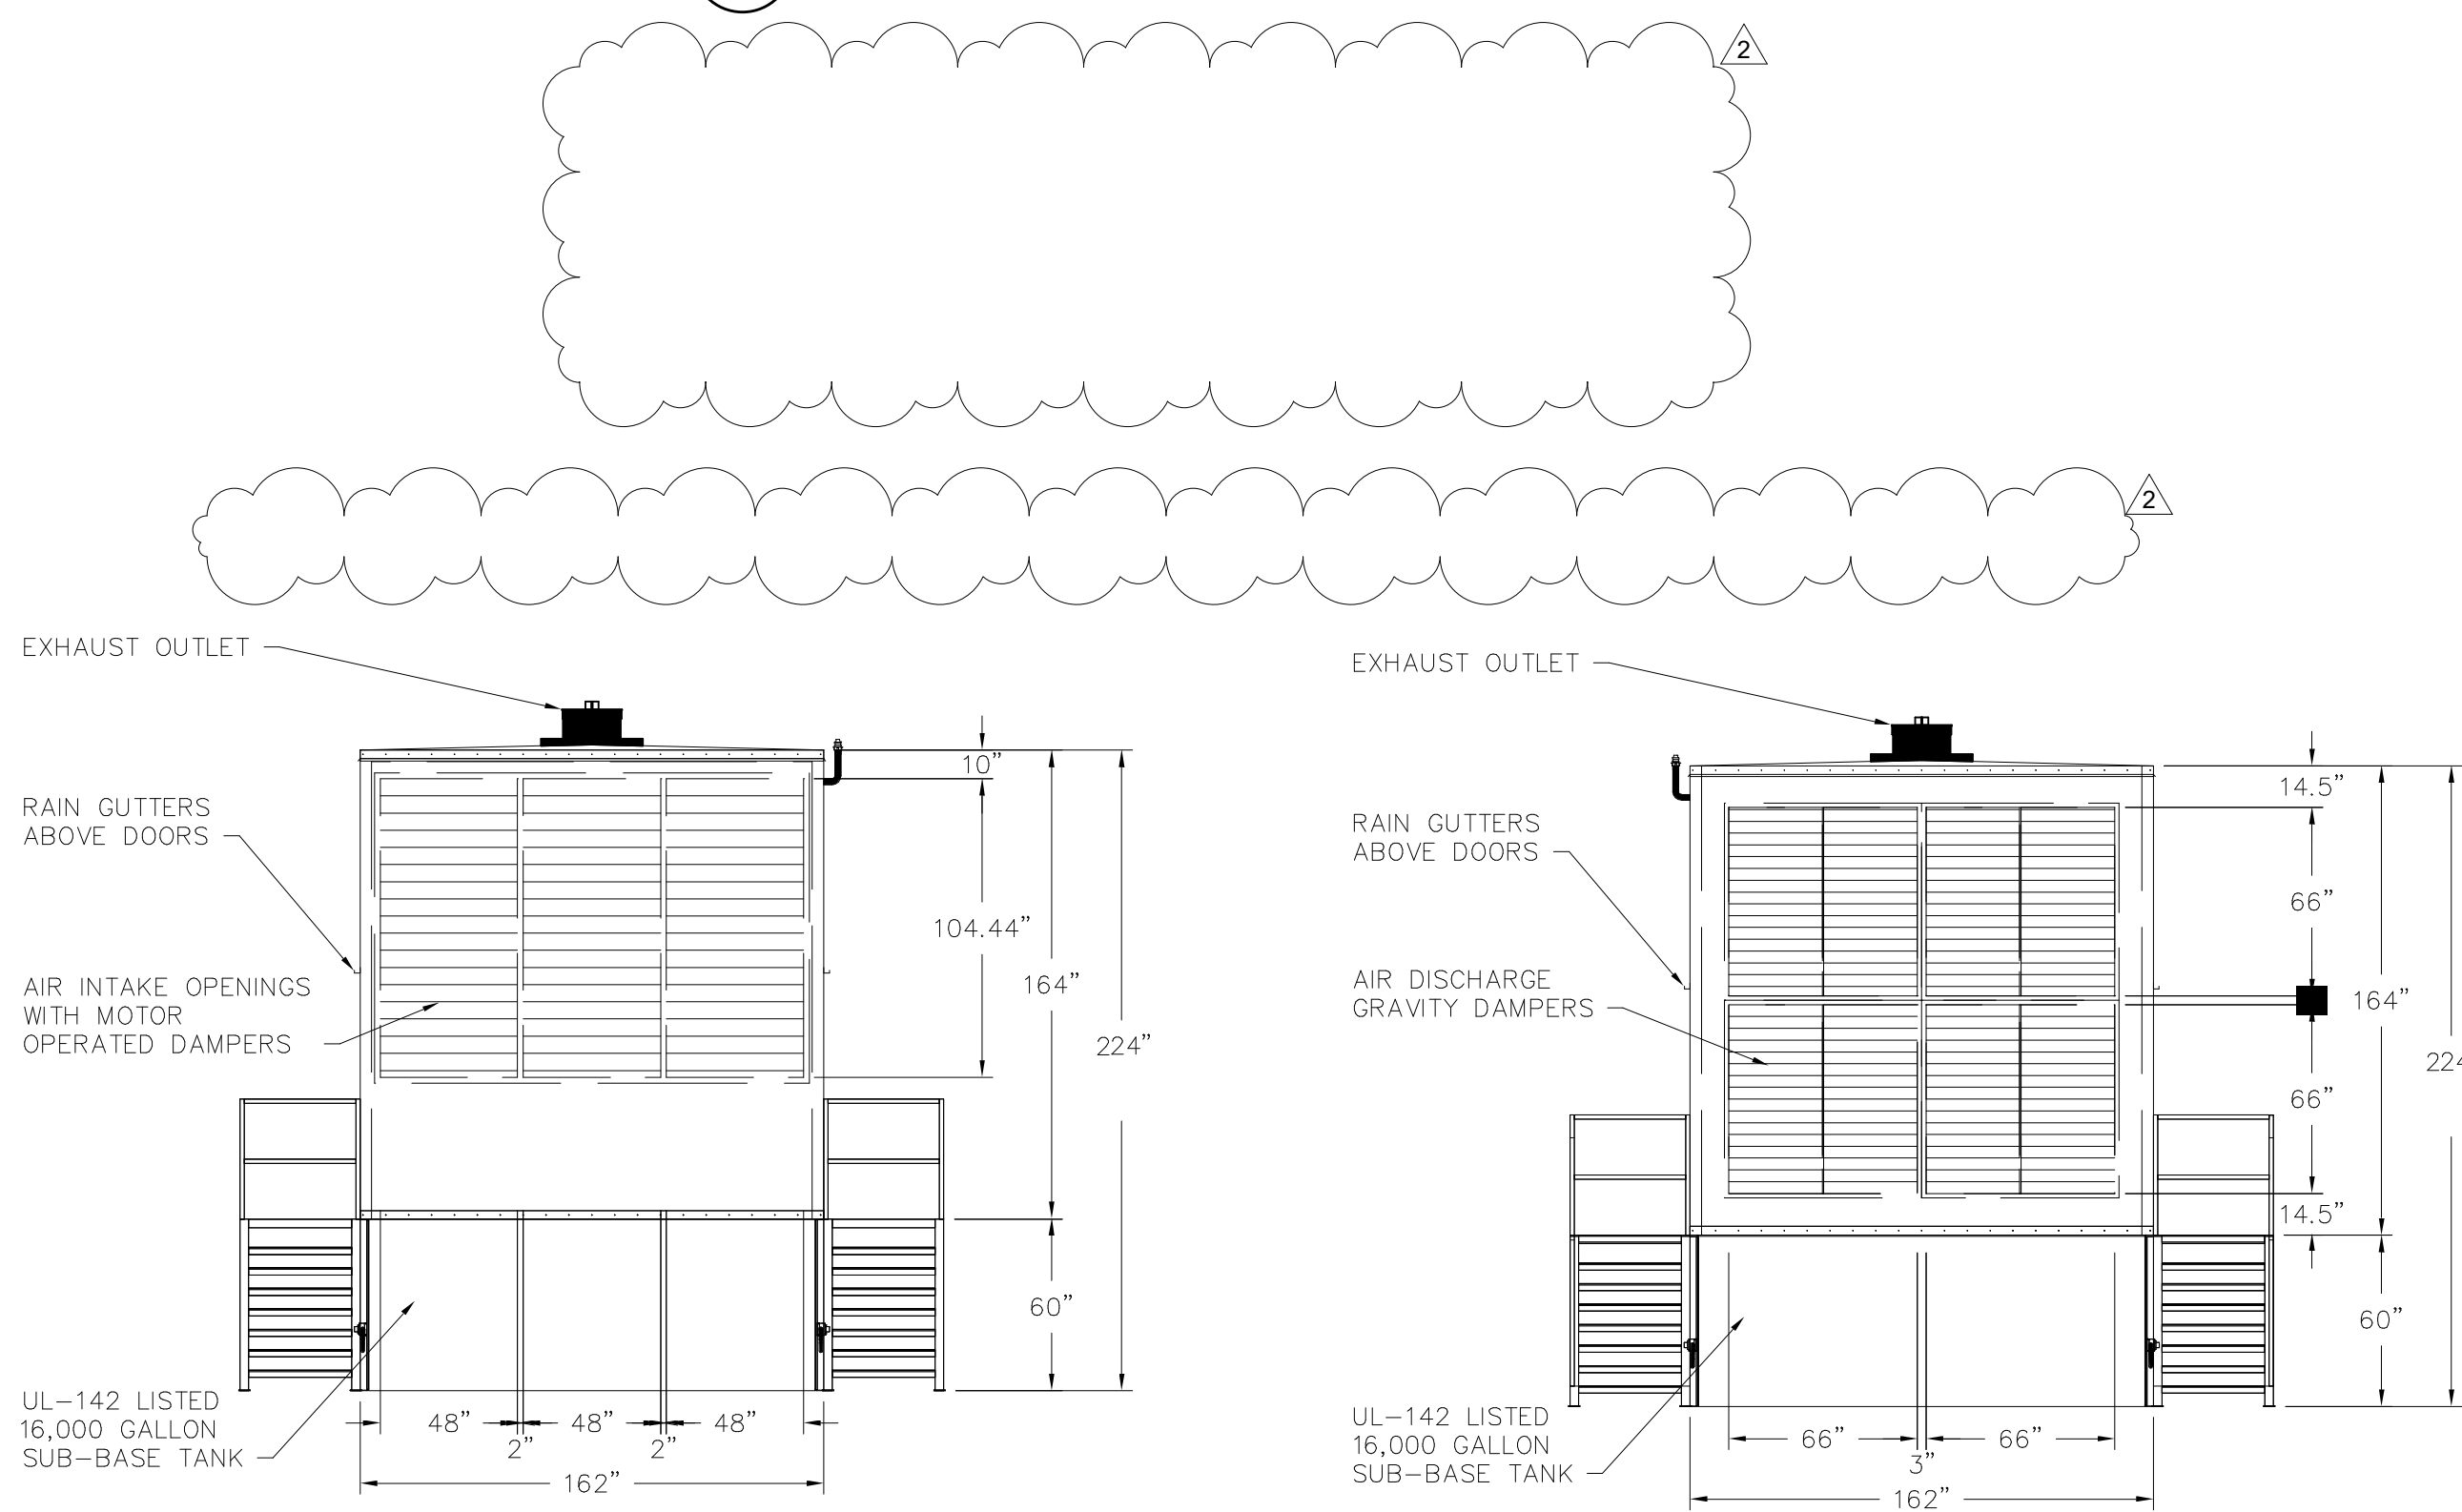 2
2
EXHAUST OUTLET
RAIN GUTTERS
ABOVE DOORS
AIR INTAKE OPENINGS
WITH MOTOR
OPERATED DAMPERS
UL-142 LISTED
16,000 GALLON
SUB-BASE TANK
10”
104.44”
164”
224”
60”
48”
48”
48”
2”
2”
162”
EXHAUST OUTLET
RAIN GUTTERS
ABOVE DOORS
AIR DISCHARGE
GRAVITY DAMPERS
UL-142 LISTED
16,000 GALLON
SUB-BASE TANK
14.5”
66”
164”
224
66”
14.5”
60”
66”
66”
3”
162”